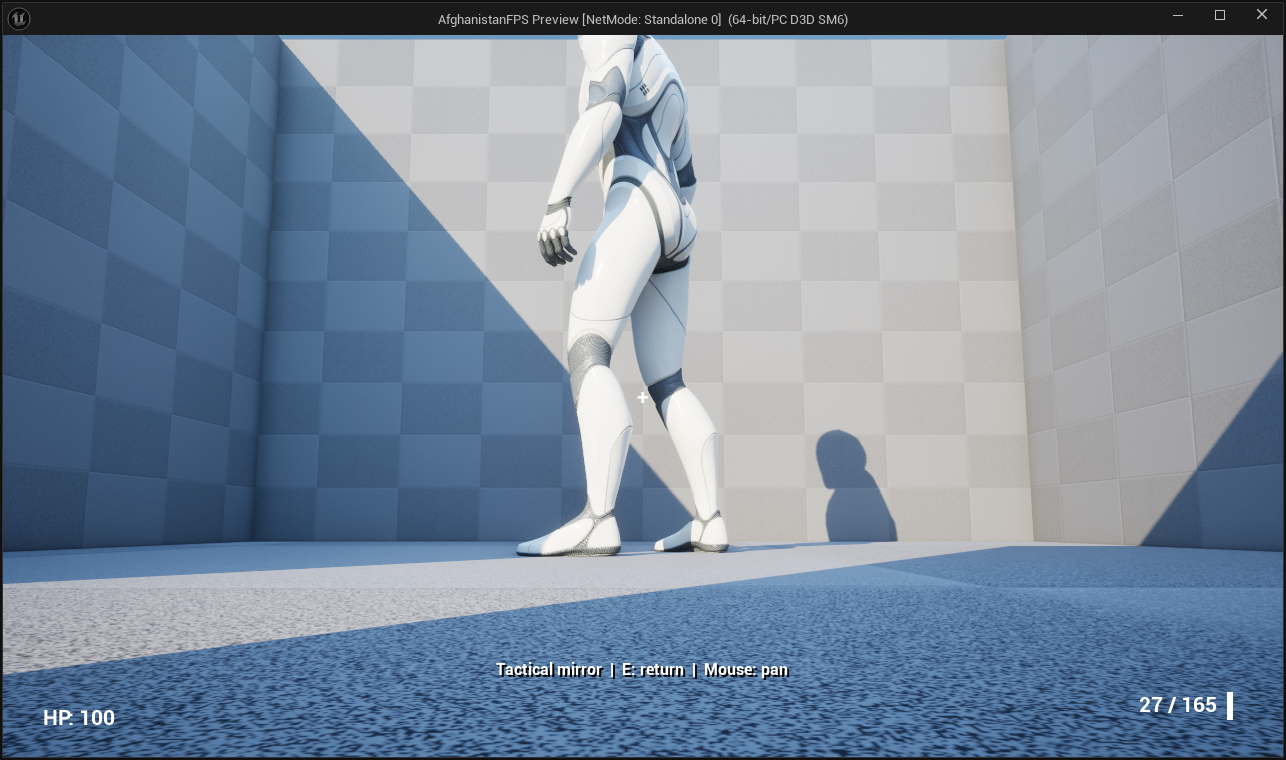 AfghanistanFPS Preview [NetMode: Standalone 0]  (64-bit/PC D3D SM6)
Tactical mirror | E: return | Mouse: pan
HP: 100
27 / 165